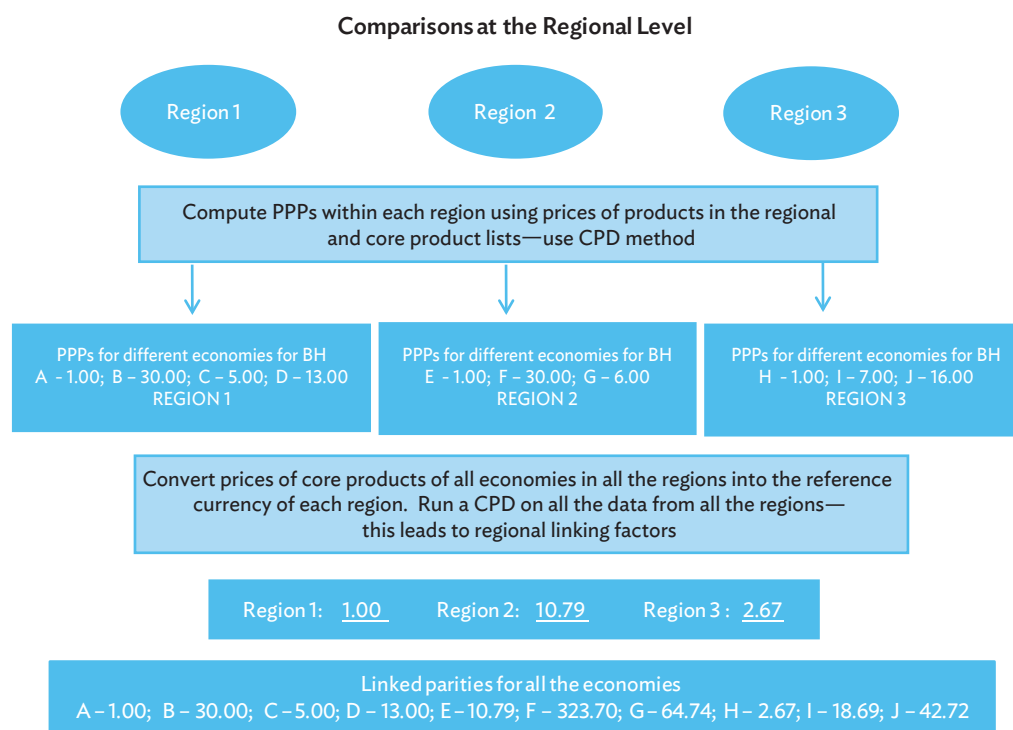 Comparisons at the Regional Level
Region 1
Region 2
Region 3
Compute PPPs within each region using prices of products in the regional
and core product lists—use CPD method
PPPs for different economies for BH
A - 1.00; B – 30.00; C – 5.00; D – 13.00
REGION 1
PPPs for different economies for BH
E - 1.00; F – 30.00; G – 6.00
REGION 2
PPPs for different economies for BH
H - 1.00; I – 7.00; J – 16.00
REGION 3
Convert prices of core products of all economies in all the regions into the reference
currency of each region. Run a CPD on all the data from all the regions—
this leads to regional linking factors
Region 1: 1.00 Region 2: 10.79 Region 3 : 2.67
Linked parities for all the economies
A – 1.00; B – 30.00; C – 5.00; D – 13.00; E – 10.79; F – 323.70; G – 64.74; H – 2.67; I – 18.69; J – 42.72